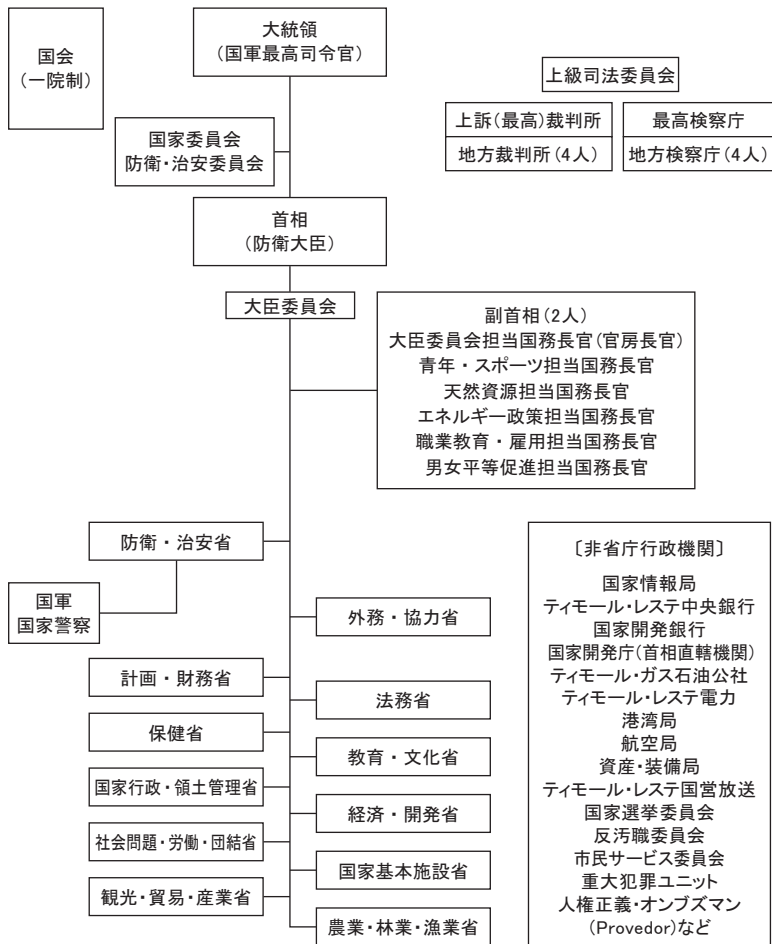 国会
(一院制)
大統領
(国軍最高司令官)
上級司法委員会
上訴(最高)裁判所
地方裁判所(4人)
最高検察庁
地方検察庁(4人)
国家委員会
防衛・治安委員会
首相
(防衛大臣)
大臣委員会
副首相(2人)
大臣委員会担当国務長官(官房長官)
青年・スポーツ担当国務長官
天然資源担当国務長官
エネルギー政策担当国務長官
職業教育・雇用担当国務長官
男女平等促進担当国務長官
防衛・治安省
国軍
国家警察
外務・協力省
計画・財務省
法務省
保健省
教育・文化省
国家行政・領土管理省
経済・開発省
社会問題・労働・団結省
国家基本施設省
観光・貿易・産業省
農業・林業・漁業省
〔非省庁行政機関〕
国家情報局
ティモール・レステ中央銀行
国家開発銀行
国家開発庁(首相直轄機関)
ティモール・ガス石油公社
ティモール・レステ電力
港湾局
航空局
資産・装備局
ティモール・レステ国営放送
国家選挙委員会
反汚職委員会
市民サービス委員会
重大犯罪ユニット
人権正義・オンブズマン
(Provedor)など